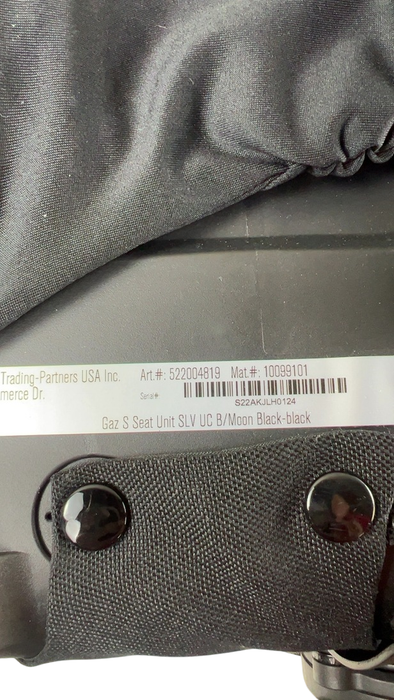 Trading-Partners USA Inc.
merce Dr.
Art.#: 522004819 Mat.#: 10099101
Serial#
S22AKJLH0124
Gaz S Seat Unit SLV UC B/Moon Black-black